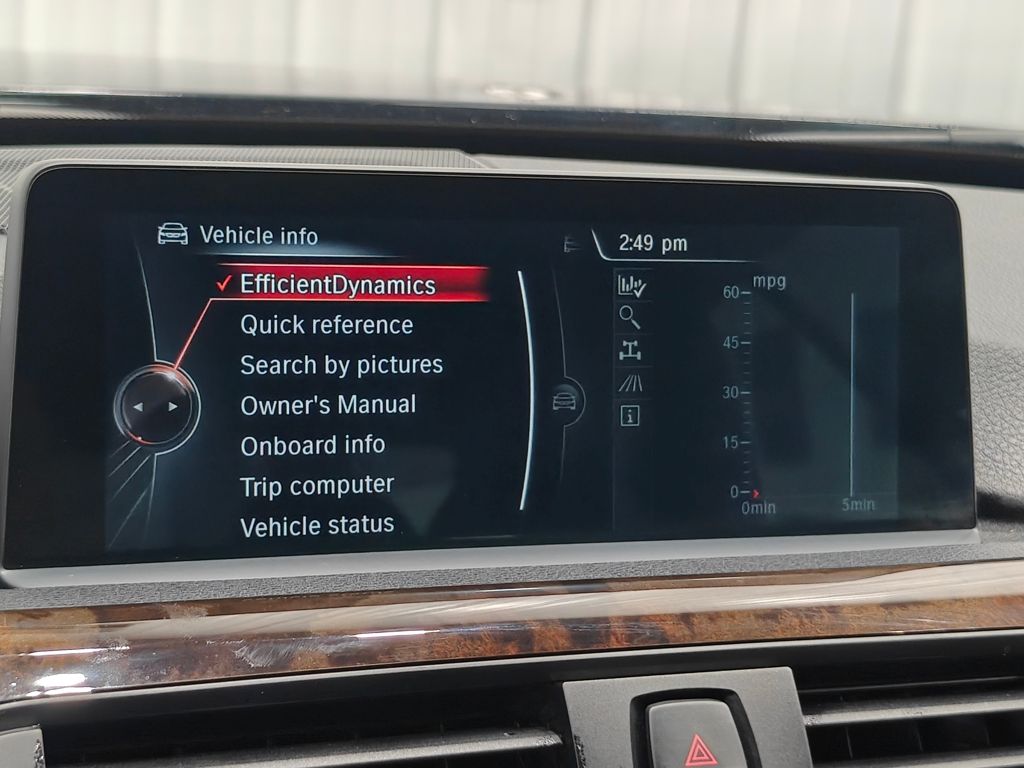 Vehicle info
EfficientDynamics
Quick reference
Search by pictures
Owner's Manual
Onboard info
Trip computer
Vehicle status
2:49 pm
mpg
60
45
30
15
0
0min
5min